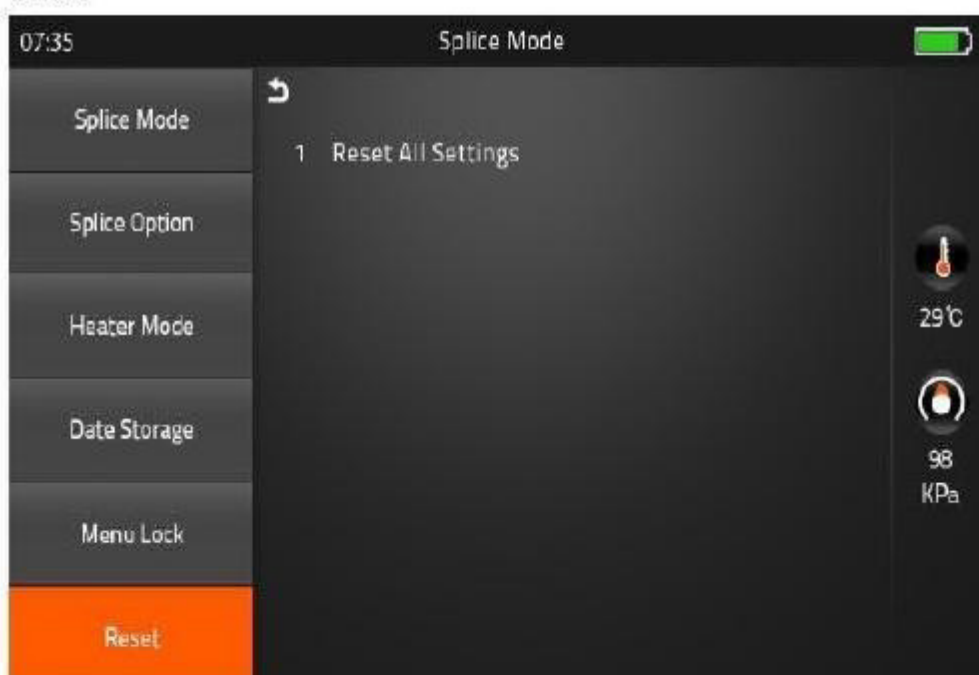 07:35
Splice Mode
Splice Mode
Splice Option
Heater Mode
Date Storage
Menu Lock
Reset
1 Reset All Settings
29℃
98
KPa